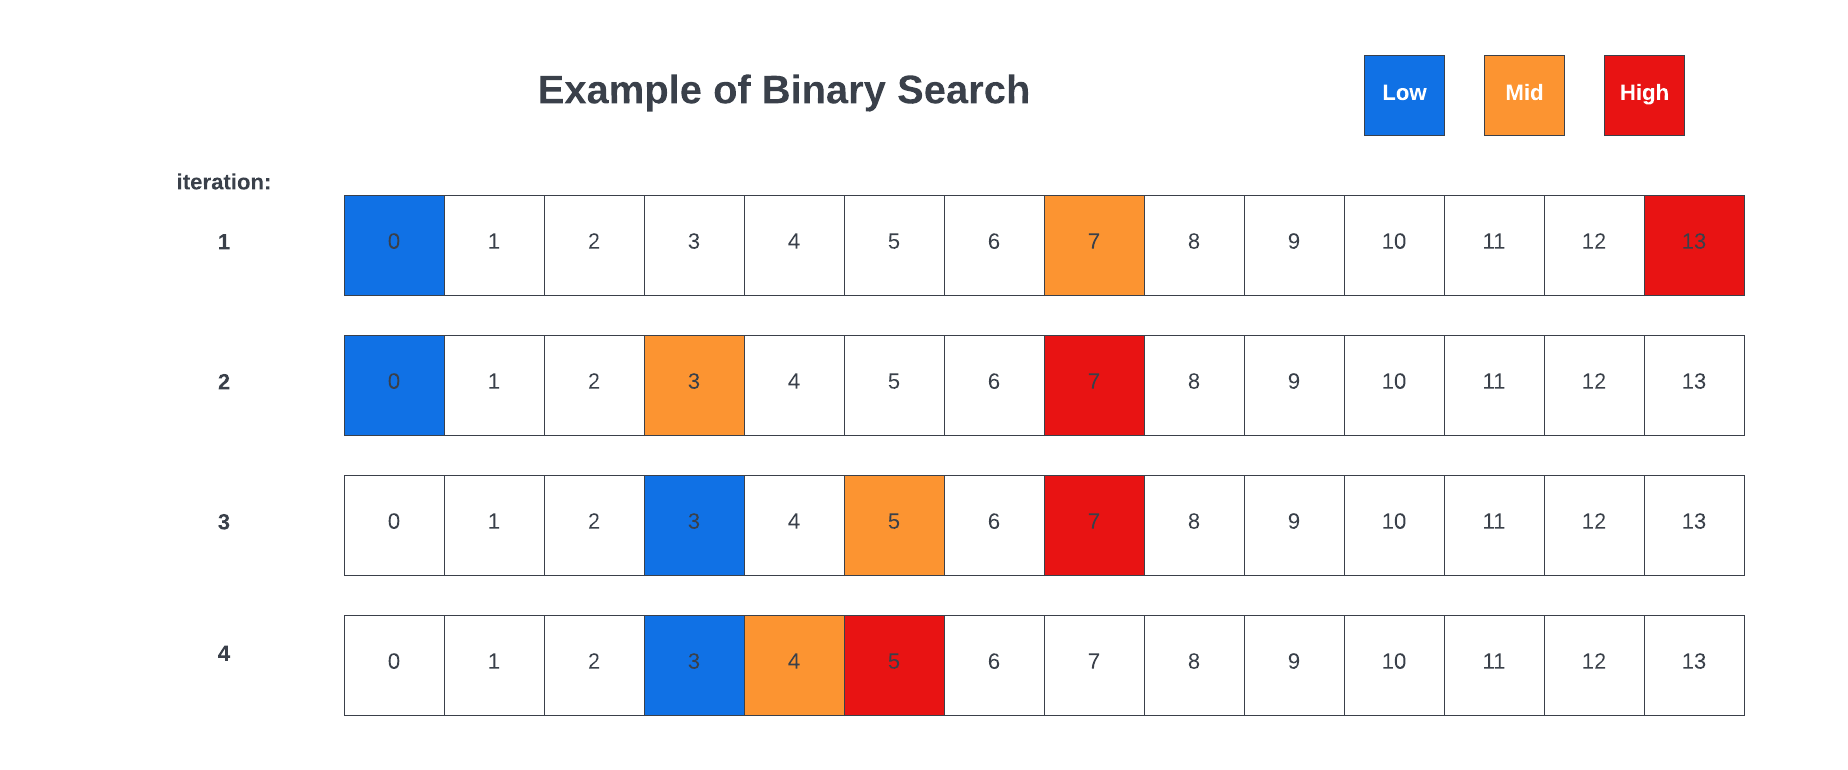 Example of Binary Search
Low Mid High
iteration:
1 0 1 2 3 4 5 6 7 8 9 10 11 12 13
2 0 1 2 3 4 5 6 7 8 9 10 11 12 13
3 0 1 2 3 4 5 6 7 8 9 10 11 12 13
4 0 1 2 3 4 5 6 7 8 9 10 11 12 13